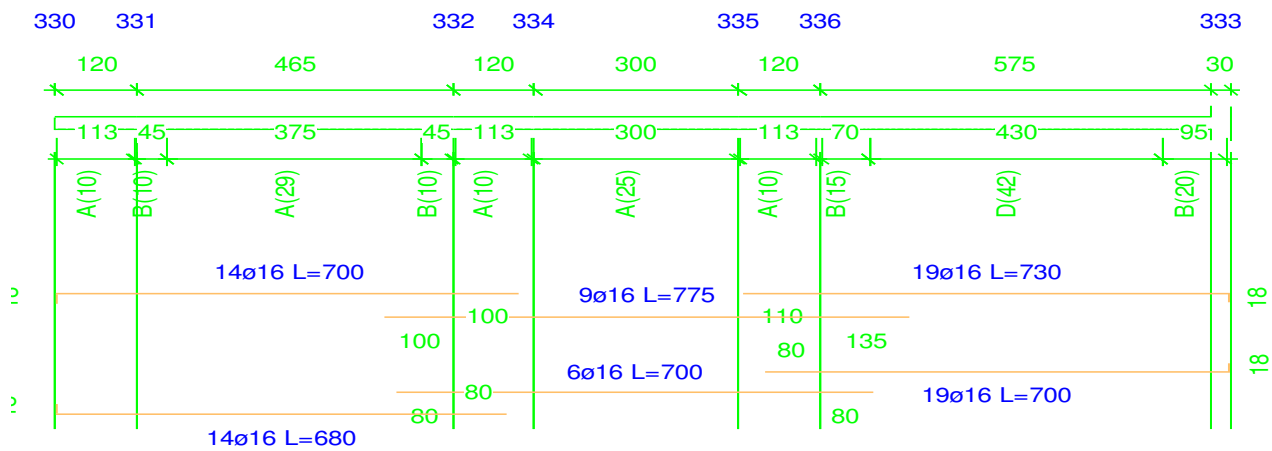 330 331 332 334 335 336 333
120 465 120 300 120 575 30
113 45 375 45 113 300 113 70 430 95
A(10) B(10) A(29) B(10) A(10) A(25) A(10) B(15) D(42) B(20)
14ø16 L=700 19ø16 L=730
9ø16 L=775 18
100 110
100 80 135
6ø16 L=700 18
80 19ø16 L=700
80 80
14ø16 L=680